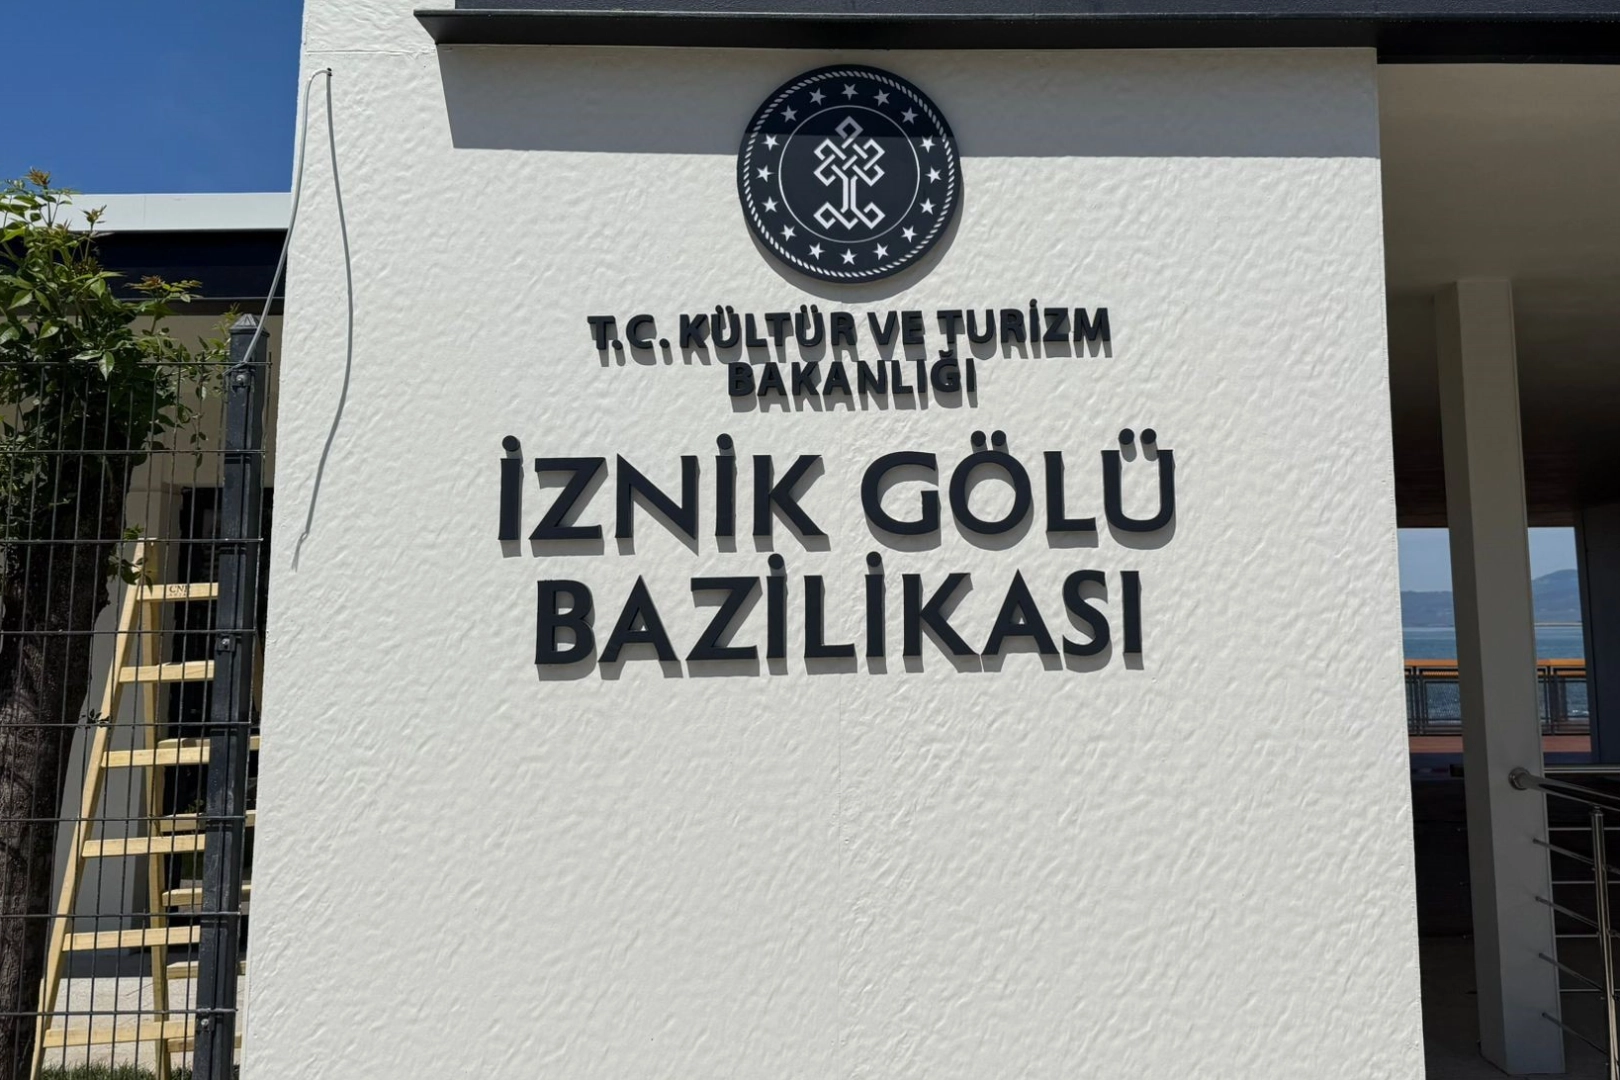 T.C. KÜLTÜR VE TURİZM
BAKANLIĞI
İZNİK GÖLÜ
BAZİLİKASI